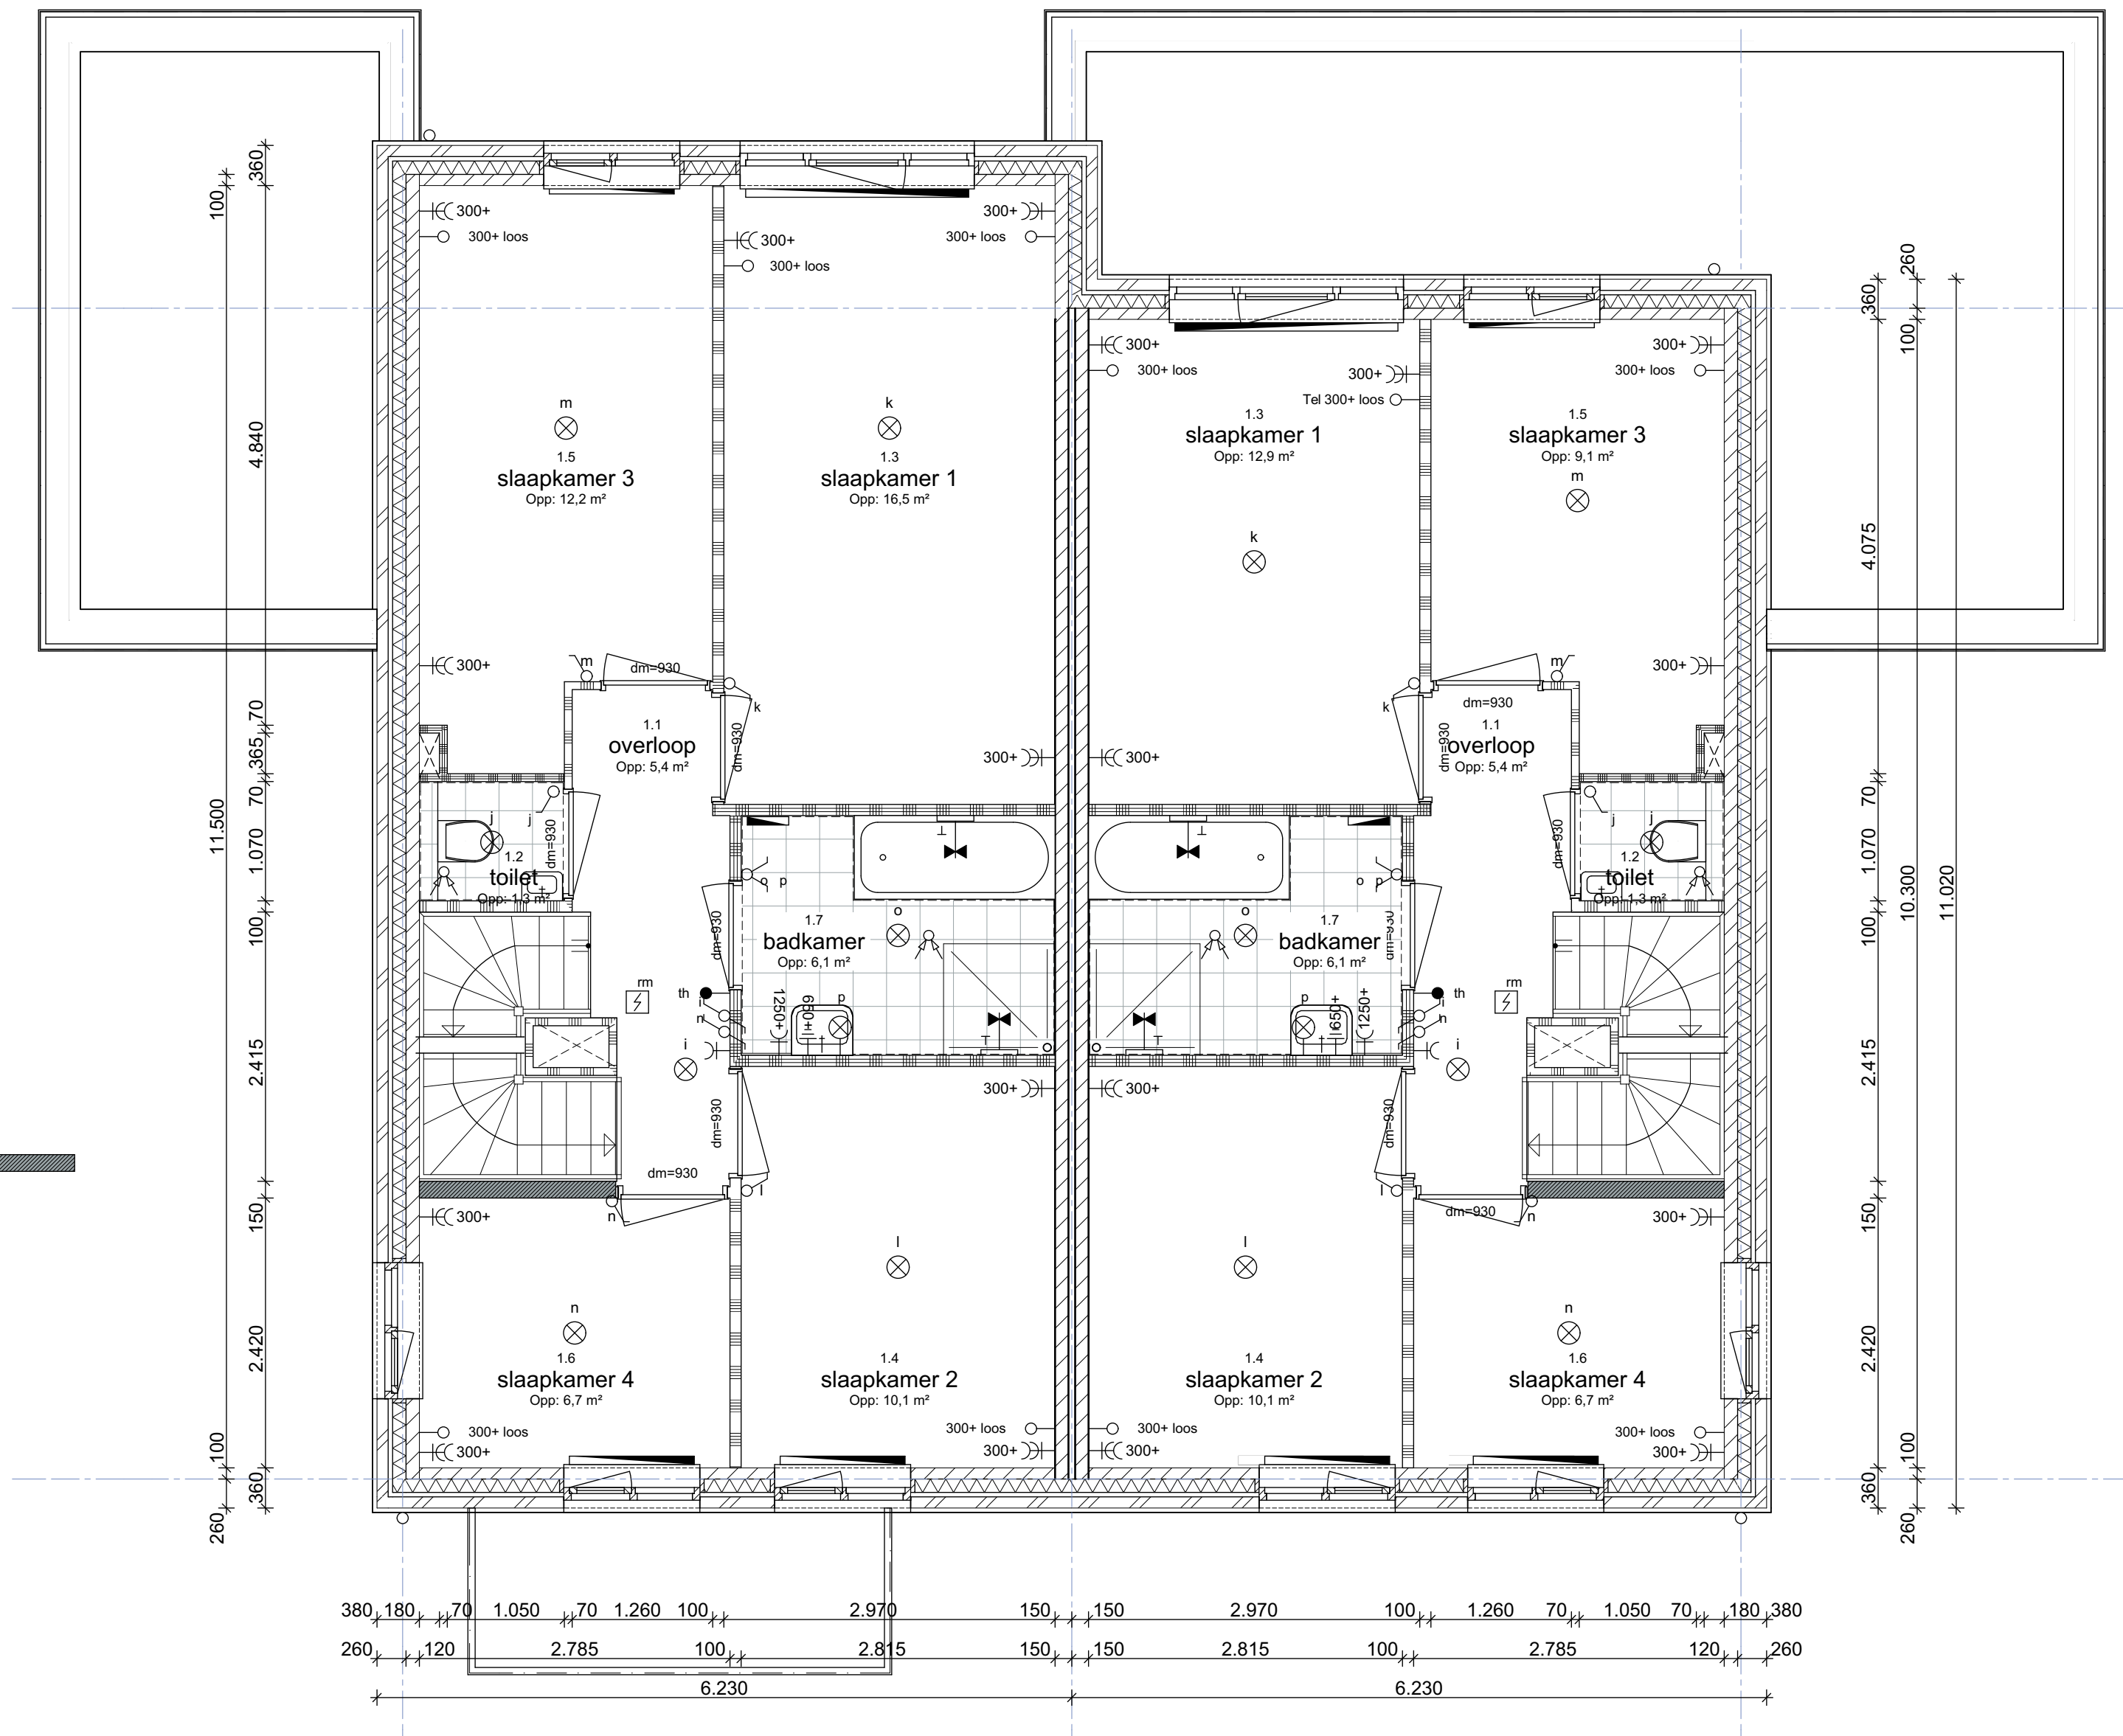 360
100
300+
300+ loos
300+
300+ loos
300+
300+ loos
260
360
100
300+
300+ loos
300+
Tel 300+ loos
300+
300+ loos
m
k
1.5
slaapkamer 3
Opp: 12,2 m²
1.3
slaapkamer 1
Opp: 16,5 m²
1.3
slaapkamer 1
Opp: 12,9 m²
k
1.5
slaapkamer 3
Opp: 9,1 m²
m
4.840
4.075
300+
m
dm=930
k
dm=930
k
dm=930
m
dm=930
300+
1.1
overloop
Opp: 5,4 m²
1.1
overloop
Opp: 5,4 m²
300+
300+
70
365
70
11.500
1.070
70
1.070
10.300
11.020
j
j
dm=930
1.2
toilet
Opp: 1,3 m²
dm=930
j
j
1.2
toilet
Opp: 1,3 m²
o p
o p
dm=930
o
1.7
badkamer
Opp: 6,1 m²
o
1.7
badkamer
Opp: 6,1 m²
dm=930
100
100
rm
th
i
n
i
1250+
650+
p
p
650+
1250+
th
i
n
i
rm
2.415
2.415
300+
300+
dm=930
dm=930
dm=930
l
l
dm=930
n
n
150
150
300+
300+
l
l
n
1.6
slaapkamer 4
Opp: 6,7 m²
1.4
slaapkamer 2
Opp: 10,1 m²
1.4
slaapkamer 2
Opp: 10,1 m²
n
1.6
slaapkamer 4
Opp: 6,7 m²
2.420
2.420
300+ loos
300+
300+ loos
300+
300+ loos
300+
300+ loos
300+
100
360
260
100
360
260
380 180 70 1.050 70 1.260 100 2.970 150 150 2.970 100 1.260 70 1.050 70 180 380
260 120 2.785 100 2.815 150 150 2.815 100 2.785 120 260
6.230 6.230